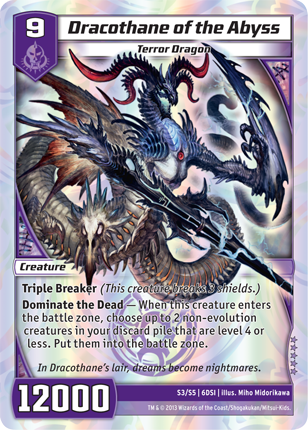 9
Dracothane of the Abyss
Terror Dragon
Creature
Triple Breaker (This creature breaks 3 shields.)
Dominate the Dead — When this creature enters
the battle zone, choose up to 2 non-evolution
creatures in your discard pile that are level 4 or
less. Put them into the battle zone.
In Dracothane's lair, dreams become nightmares.
12000
S3/S5 | 6DSI | Illus. Miho Midorikawa
TM & © 2013 Wizards of the Coast/Shogakukan/Mitsui-Kids.